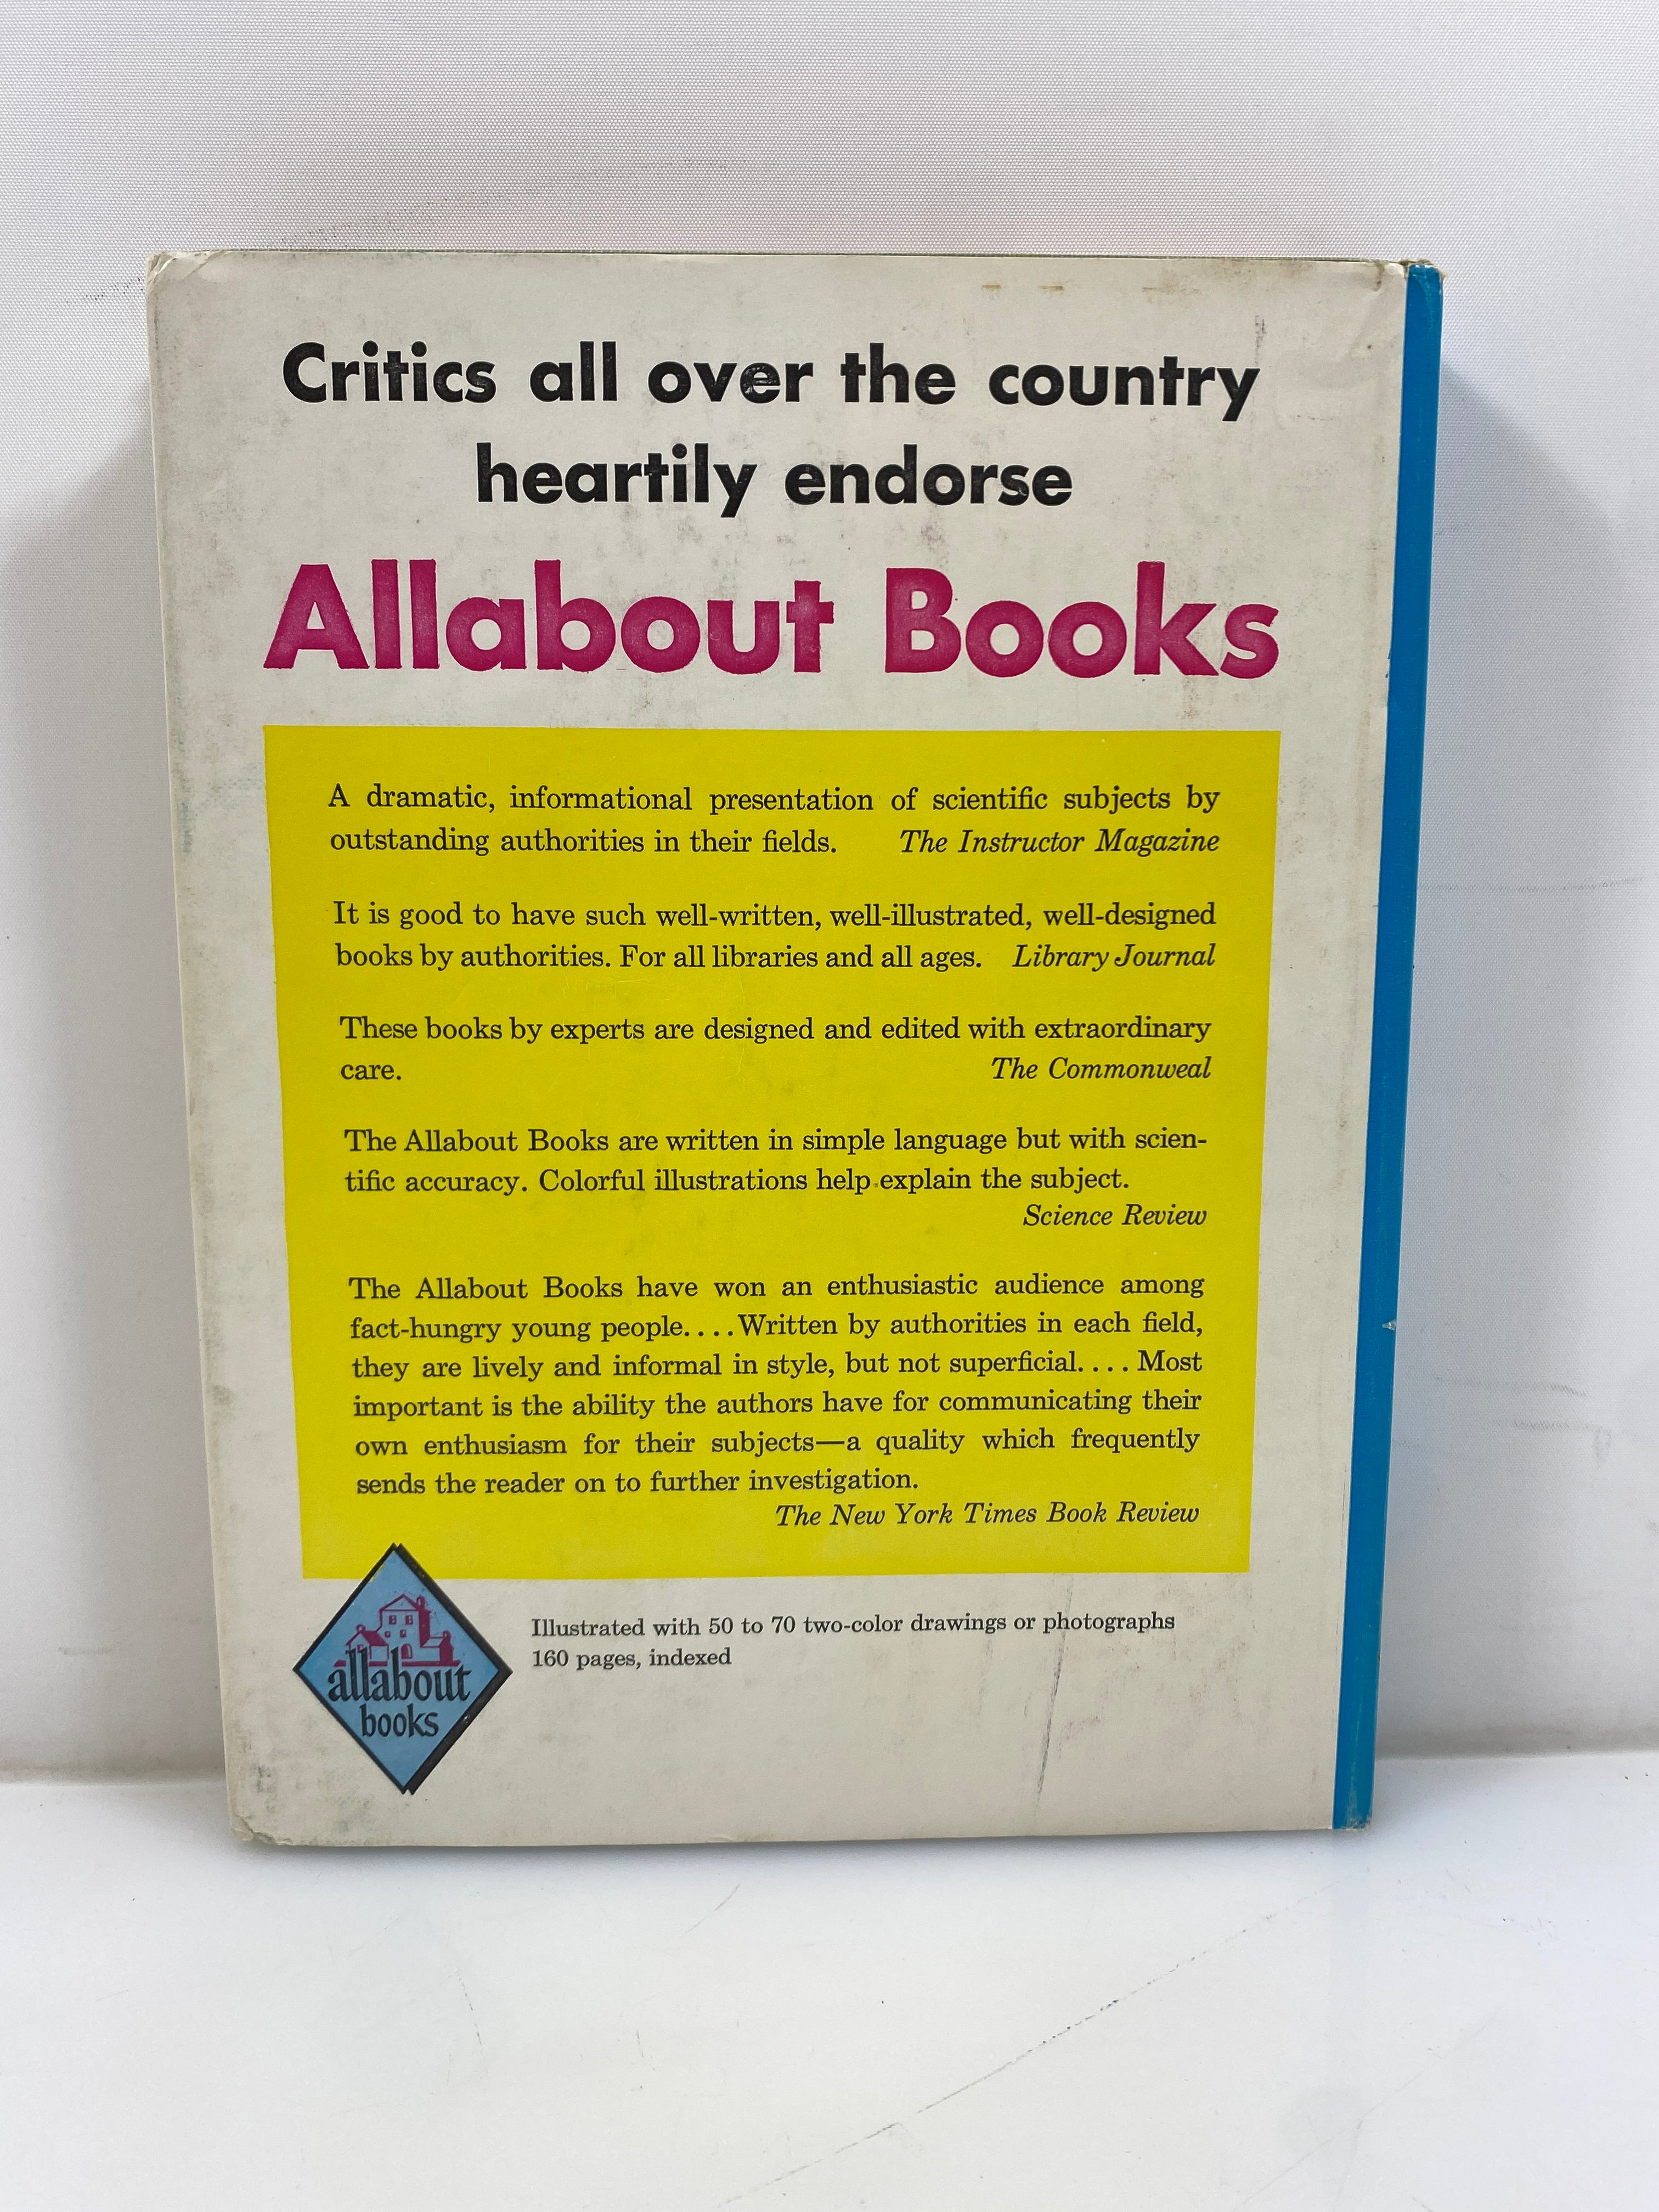 Critics all over the country
heartily endorse
Allabout Books
A dramatic, informational presentation of scientific subjects by
outstanding authorities in their fields. The Instructor Magazine
It is good to have such well-written, well-illustrated, well-designed
books by authorities. For all libraries and all ages. Library Journal
These books by experts are designed and edited with extraordinary
care. The Commonweal
The Allabout Books are written in simple language but with scien-
tific accuracy. Colorful illustrations help explain the subject.
Science Review
The Allabout Books have won an enthusiastic audience among
fact-hungry young people. . . . Written by authorities in each field,
they are lively and informal in style, but not superficial. . . . Most
important is the ability the authors have for communicating their
own enthusiasm for their subjects—a quality which frequently
sends the reader on to further investigation.
The New York Times Book Review
Illustrated with 50 to 70 two-color drawings or photographs
160 pages, indexed
allabout
books